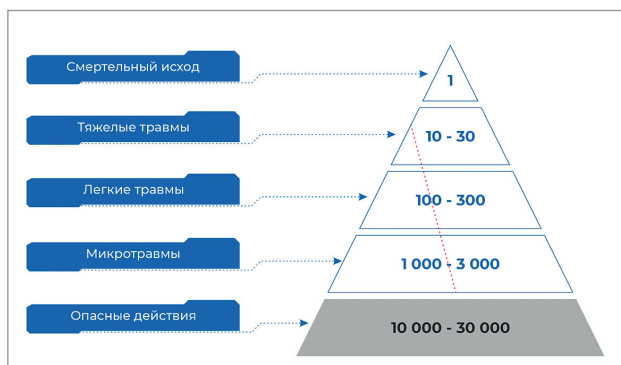 Смертельный исход
1
Тяжелые травмы
10 - 30
Легкие травмы
100 - 300
Микротравмы
1 000 - 3 000
Опасные действия
10 000 - 30 000